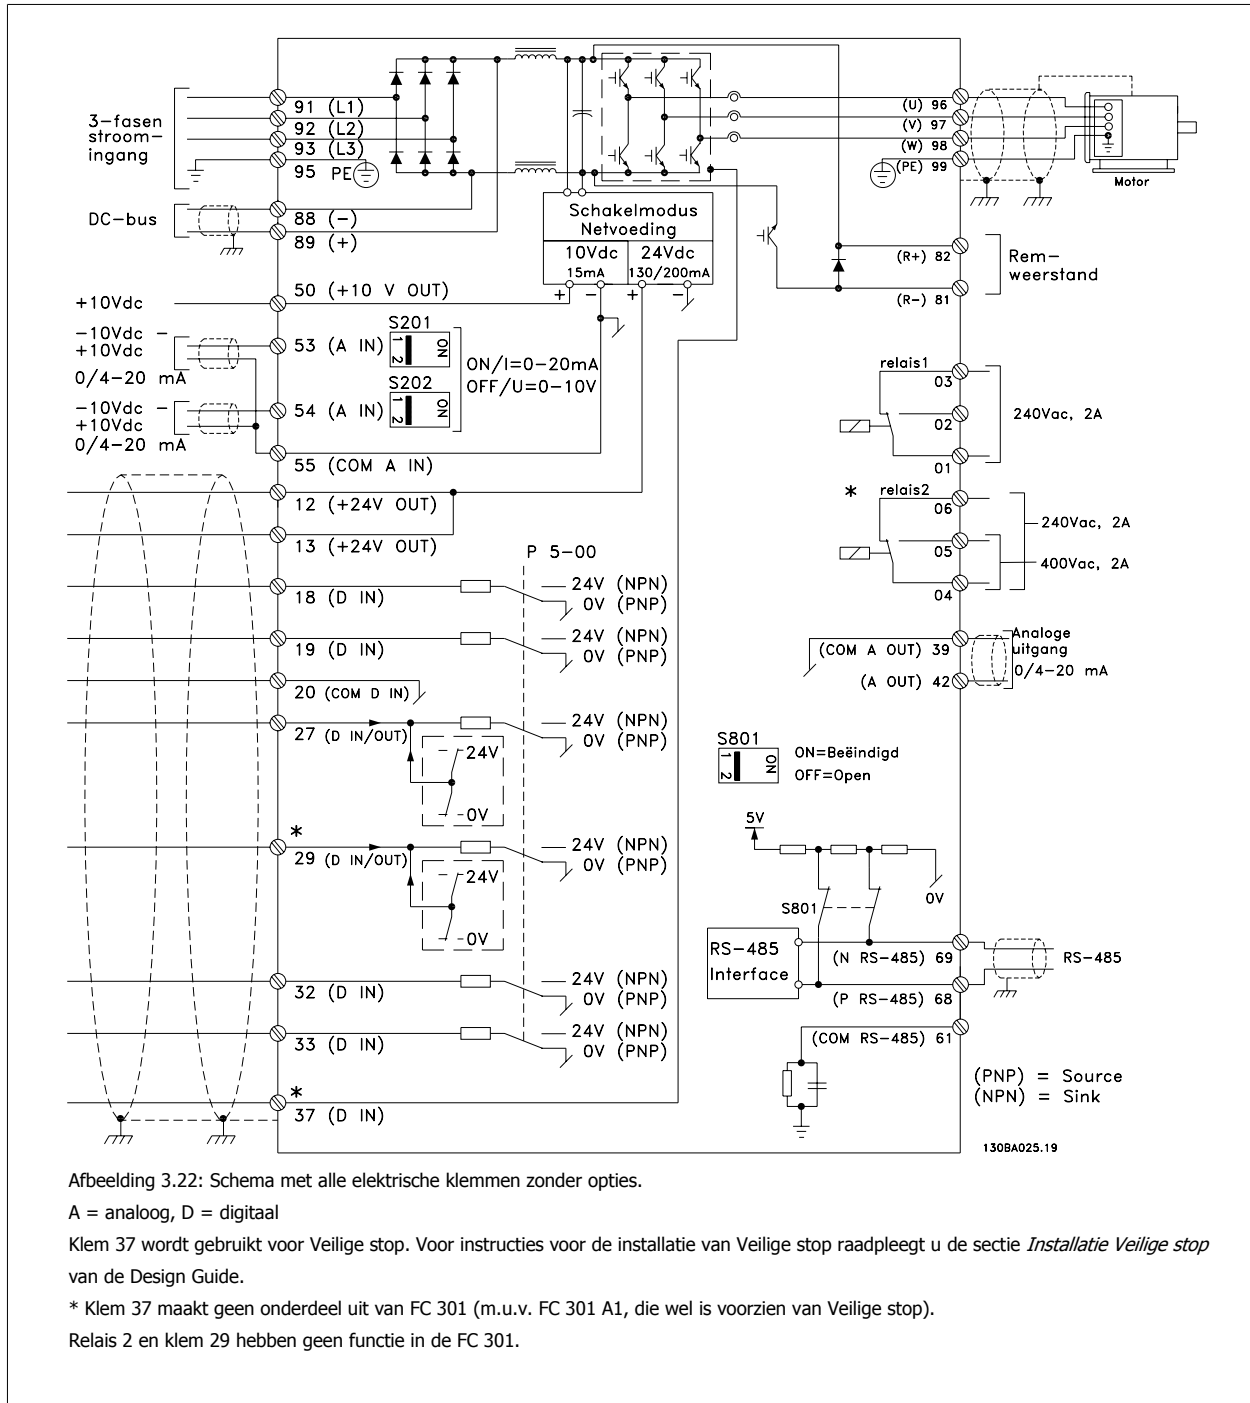 3-fasen
stroom-
ingang
91 (L1)
92 (L2)
93 (L3)
95 PE
DC-bus
88 (-)
89 (+)
Schakelmodus
Netvoeding
10Vdc
15mA
24Vdc
130/200mA
+ - + -
(U) 96
(V) 97
(W) 98
(PE) 99
Motor
(R+) 82
(R-) 81
Rem-
weerstand
+10Vdc
50 (+10 V OUT)
-10Vdc -
+10Vdc
0/4-20 mA
53 (A IN)
S201
1 2 ON
ON/I=0-20mA
OFF/U=0-10V
-10Vdc -
+10Vdc
0/4-20 mA
54 (A IN)
S202
1 2 ON
55 (COM A IN)
12 (+24V OUT)
13 (+24V OUT)
P 5-00
18 (D IN)
24V (NPN)
0V (PNP)
19 (D IN)
24V (NPN)
0V (PNP)
20 (COM D IN)
27 (D IN/OUT)
24V (NPN)
0V (PNP)
24V
0V
*
29 (D IN/OUT)
24V (NPN)
0V (PNP)
24V
0V
32 (D IN)
24V (NPN)
0V (PNP)
33 (D IN)
24V (NPN)
0V (PNP)
*
37 (D IN)
relais1
03
02
01
240Vac, 2A
* relais2
06
05
04
240Vac, 2A
400Vac, 2A
(COM A OUT) 39
(A OUT) 42
Analoge
uitgang
0/4-20 mA
S801
1 2 ON
ON=Beëindigd
OFF=Open
5V
S801
0V
RS-485
Interface
(N RS-485) 69
(P RS-485) 68
RS-485
(COM RS-485) 61
(PNP) = Source
(NPN) = Sink
130BA025.19
Afbeelding 3.22: Schema met alle elektrische klemmen zonder opties.
A = analoog, D = digitaal
Klem 37 wordt gebruikt voor Veilige stop. Voor instructies voor de installatie van Veilige stop raadpleegt u de sectie Installatie Veilige stop
van de Design Guide.
* Klem 37 maakt geen onderdeel uit van FC 301 (m.u.v. FC 301 A1, die wel is voorzien van Veilige stop).
Relais 2 en klem 29 hebben geen functie in de FC 301.